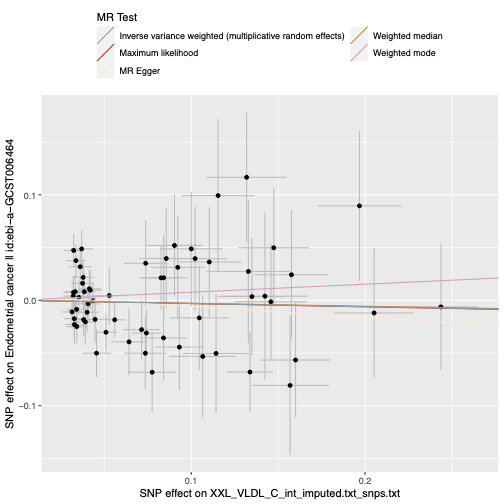 MR Test
Inverse variance weighted (multiplicative random effects)
Weighted median
Maximum likelihood
Weighted mode
MR Egger
SNP effect on Endometrial cancer || id:ebi-a-GCST006464
0.1
0.0
−0.1
0.1
0.2
SNP effect on XXL_VLDL_C_int_imputed.txt_snps.txt